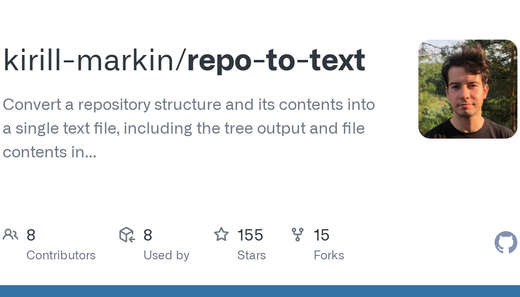 kirill-markin/repo-to-text
Convert a repository structure and its contents into
a single text file, including the tree output and file
contents in...
8 8 155 15
Contributors Used by Stars Forks